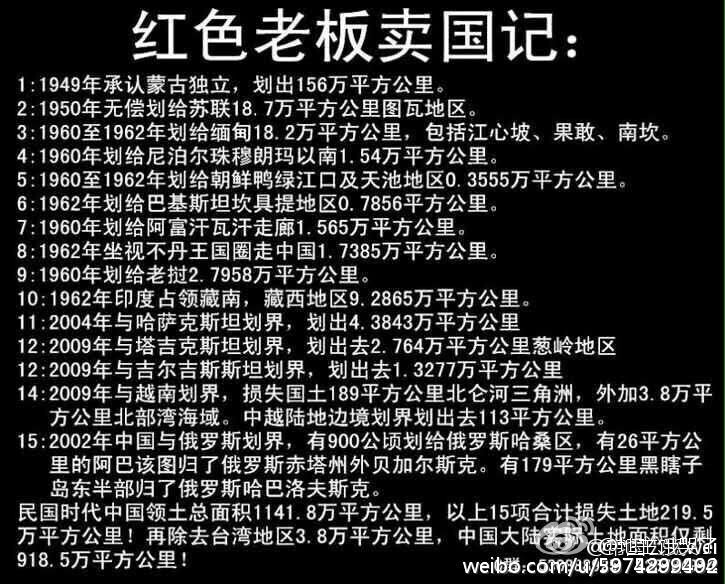 红色老板卖国记：
1:1949年承认蒙古独立，划出156万平方公里。
2:1950年无偿划给苏联18.7万平方公里图瓦地区。
3:1960至1962年划给缅甸18.2万平方公里，包括江心坡、果敢、南坎。
4:1960年划给尼泊尔珠穆朗玛以南1.54万平方公里。
5:1960至1962年划给朝鲜鸭绿江口及天池地区0.3555万平方公里。
6:1962年划给巴基斯坦坎具提地区0.7856万平方公里。
7:1960年划给阿富汗瓦汗走廊1.565万平方公里。
8:1962年坐视不丹王国圈走中国1.7385万平方公里。
9:1960年划给老挝2.7958万平方公里。
10:1962年印度占领藏南，藏西地区9.2865万平方公里。
11:2004年与哈萨克斯坦划界，划出4.3843万平方公里
12:2009年与塔吉克斯坦划界，划出去2.764万平方公里葱岭地区
12:2009年与吉尔吉斯斯坦划界，划出去1.3277万平方公里
14:2009年与越南划界，损失国土189平方公里北仑河三角洲，外加3.8万平
方公里北部湾海域。中越陆地边境划界划出去113平方公里。
15:2002年中国与俄罗斯划界，有900公顷划给俄罗斯哈桑区，有26平方公
里的阿巴该图归了俄罗斯赤塔州外贝加尔斯克。有179平方公里黑瞎子
岛东半部归了俄罗斯哈巴洛夫斯克。
民国时代中国领土总面积1141.8万平方公里，以上15项合计损失土地219.5
万平方公里！再除去台湾地区3.8万平方公里，中国大陆实际土地面积仅剩
918.5万平方公里！
weibo.com/u/5974299492